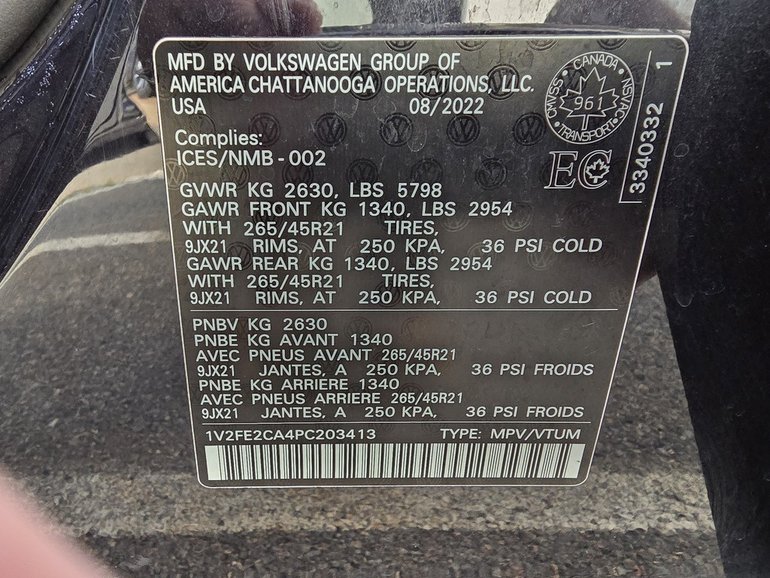 MFD BY VOLKSWAGEN GROUP OF
AMERICA CHATTANOOGA OPERATIONS, LLC.
USA 08/2022
CANADA
CMVSS NSVAC
961
TRANSPORT
Complies:
ICES/NMB-002
EC
3340332 1
GVWR KG 2630, LBS 5798
GAWR FRONT KG 1340, LBS 2954
WITH 265/45R21 TIRES,
9JX21 RIMS, AT 250 KPA, 36 PSI COLD
GAWR REAR KG 1340, LBS 2954
WITH 265/45R21 TIRES,
9JX21 RIMS, AT 250 KPA, 36 PSI COLD
PNBV KG 2630
PNBE KG AVANT 1340
AVEC PNEUS AVANT 265/45R21
9JX21 JANTES, A 250 KPA, 36 PSI FROIDS
PNBE KG ARRIERE 1340
AVEC PNEUS ARRIERE 265/45R21
9JX21 JANTES, A 250 KPA, 36 PSI FROIDS
1V2FE2CA4PC203413 TYPE: MPV/VTUM